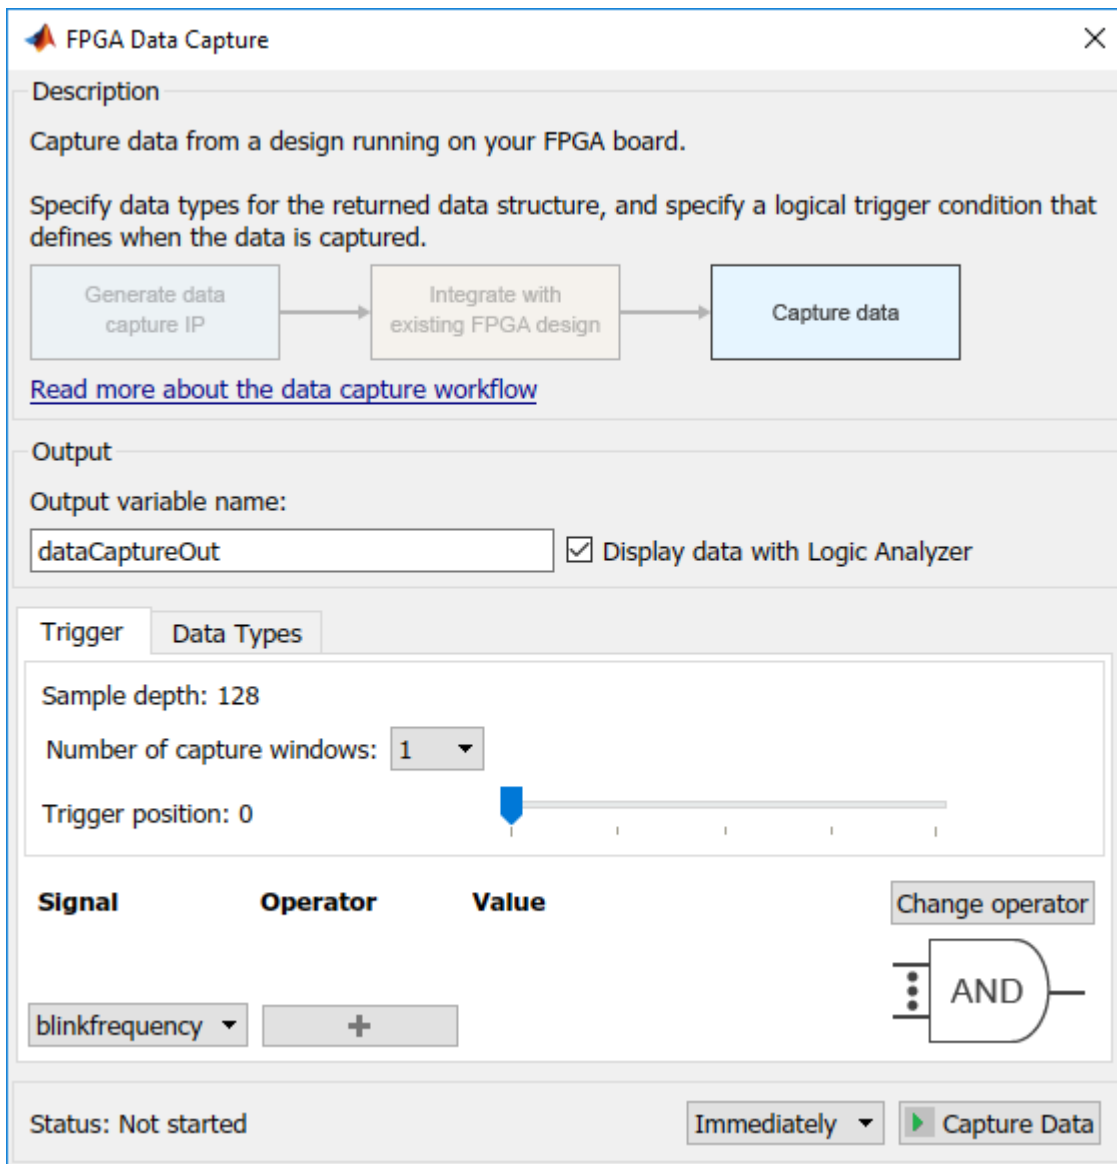 FPGA Data Capture
Description
Capture data from a design running on your FPGA board.
Specify data types for the returned data structure, and specify a logical trigger condition that
defines when the data is captured.
Generate data
capture IP
Integrate with
existing FPGA design
Capture data
Read more about the data capture workflow
Output
Output variable name:
dataCaptureOut
Display data with Logic Analyzer
Trigger
Data Types
Sample depth: 128
Number of capture windows: 1
Trigger position: 0
Signal
Operator
Value
Change operator
AND
blinkfrequency
+
Status: Not started
Immediately
Capture Data